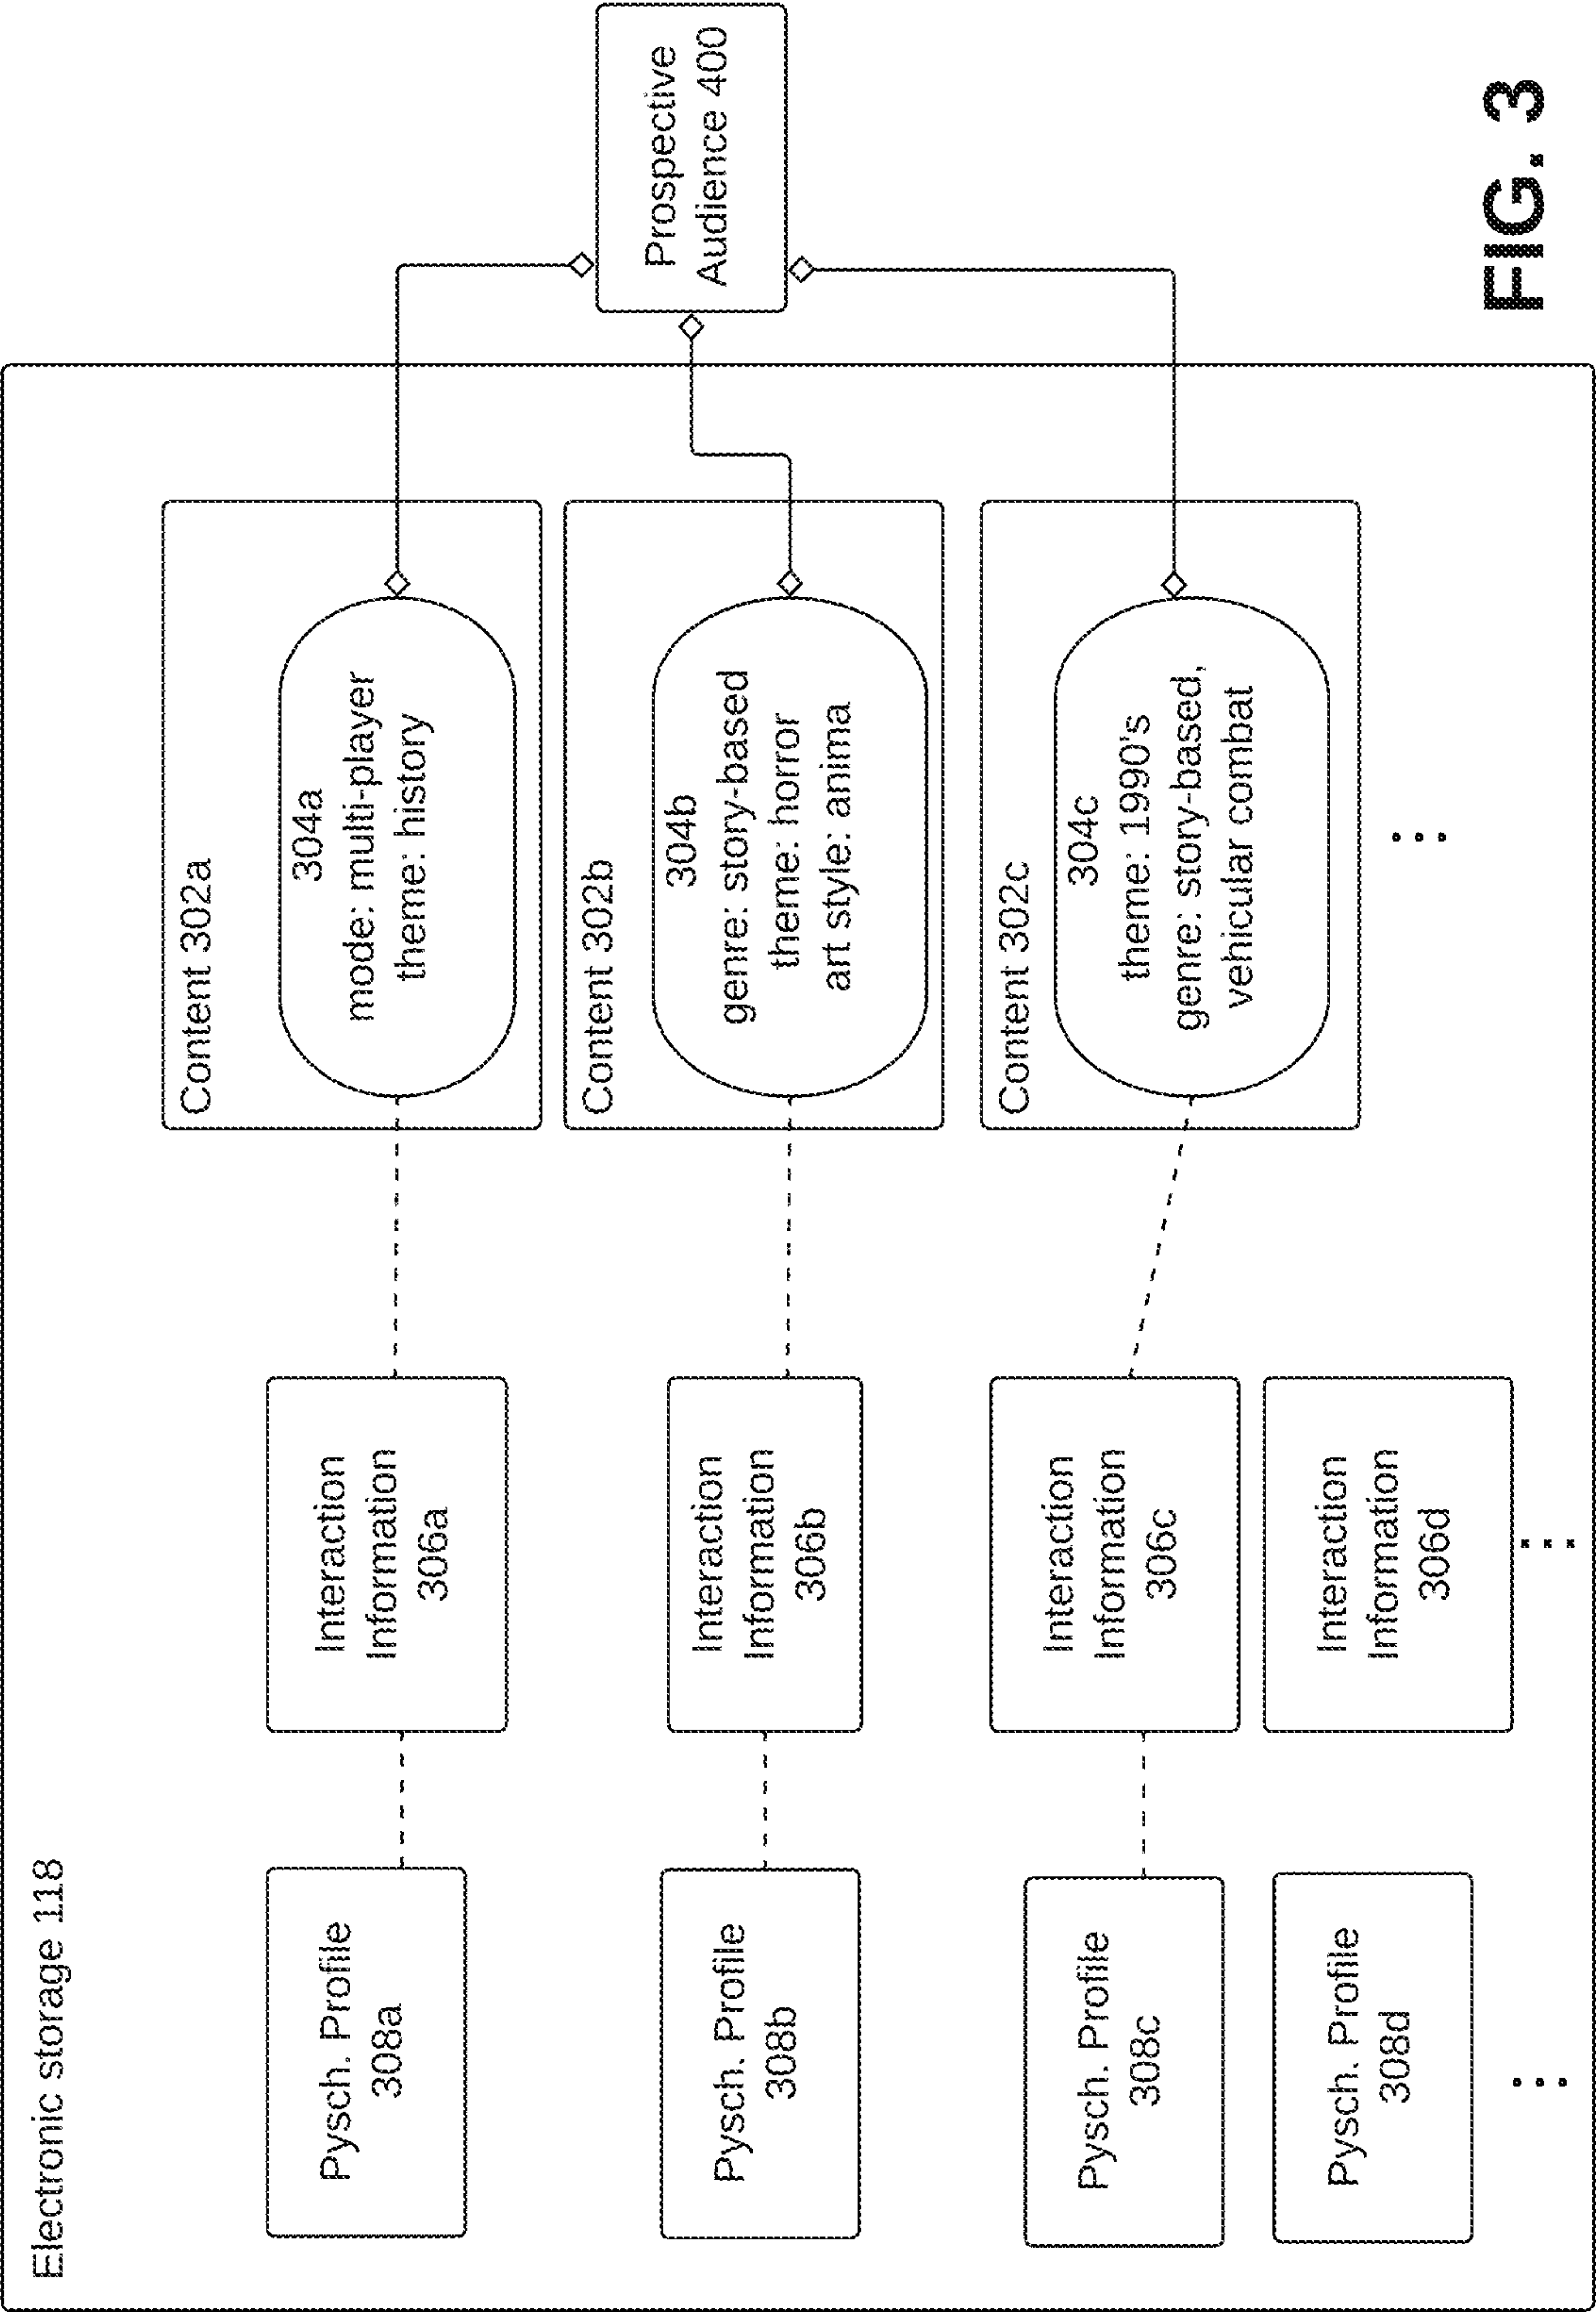 Electronic storage 118
Pysch. Profile
308a
Interaction
Information
306a
Content 302a
304a
mode: multi-player
theme: history
Pysch. Profile
308b
Interaction
Information
306b
Content 302b
304b
genre: story-based
theme: horror
art style: anima
Pysch. Profile
308c
Interaction
Information
306c
Content 302c
304c
theme: 1990's
genre: story-based,
vehicular combat
Pysch. Profile
308d
Interaction
Information
306d
...
...
...
Prospective
Audience 400
FIG. 3